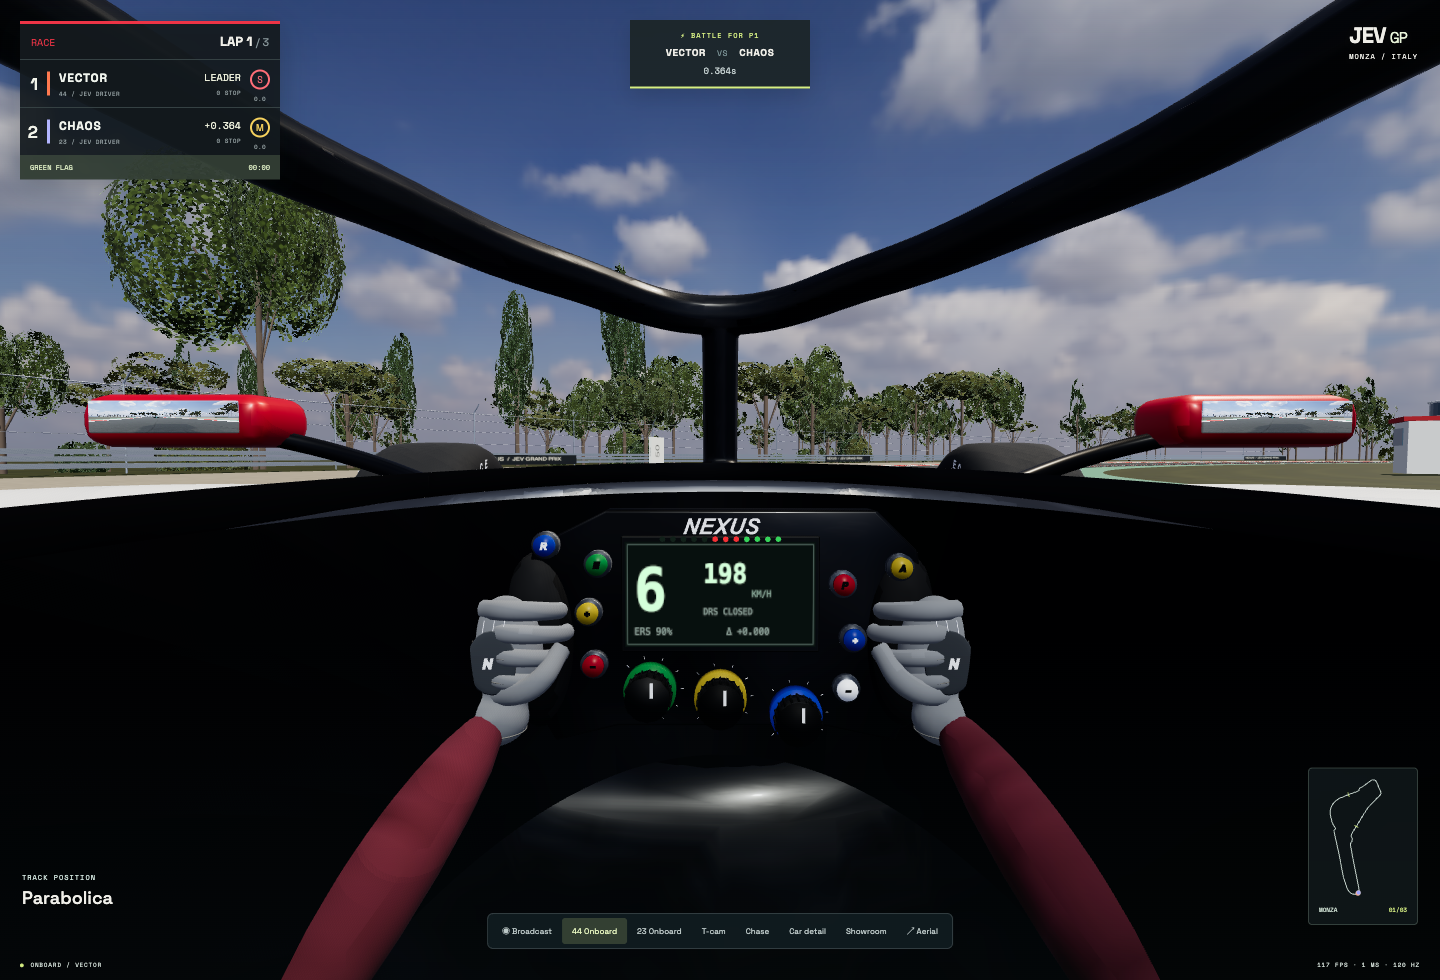 RACE
LAP 1 / 3
1 VECTOR LEADER S
44 / JEV DRIVER 0 STOP 0.0
2 CHAOS +0.364 M
23 / JEV DRIVER 0 STOP 0.0
GREEN FLAG 00:00
⚡ BATTLE FOR P1
VECTOR VS CHAOS
0.364s
JEV GP
MONZA / ITALY
/ JEV GRAND PRIX
NEXUS
R
A
P
+
-
-
6 198
KM/H
DRS CLOSED
ERS 90% Δ +0.000
N
N
TRACK POSITION
Parabolica
MONZA 01/03
Broadcast 44 Onboard 23 Onboard T-cam Chase Car detail Showroom Aerial
ONBOARD / VECTOR
117 FPS · 1 MS · 120 HZ